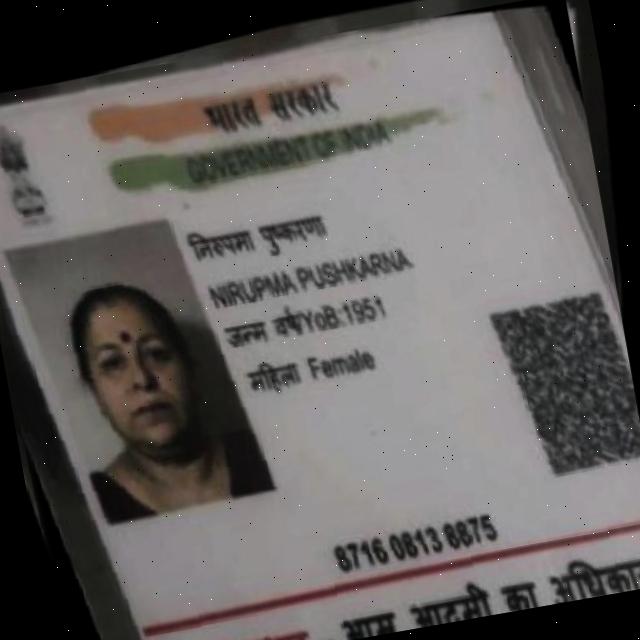 भारत सरकार
GOVERNMENT OF INDIA
निरुपमा पुष्करणा
NIRUPMA PUSHKARNA
जन्म वर्ष/YoB:1951
महिला Female
8716 0813 8875
आम आदमी का अधिकार